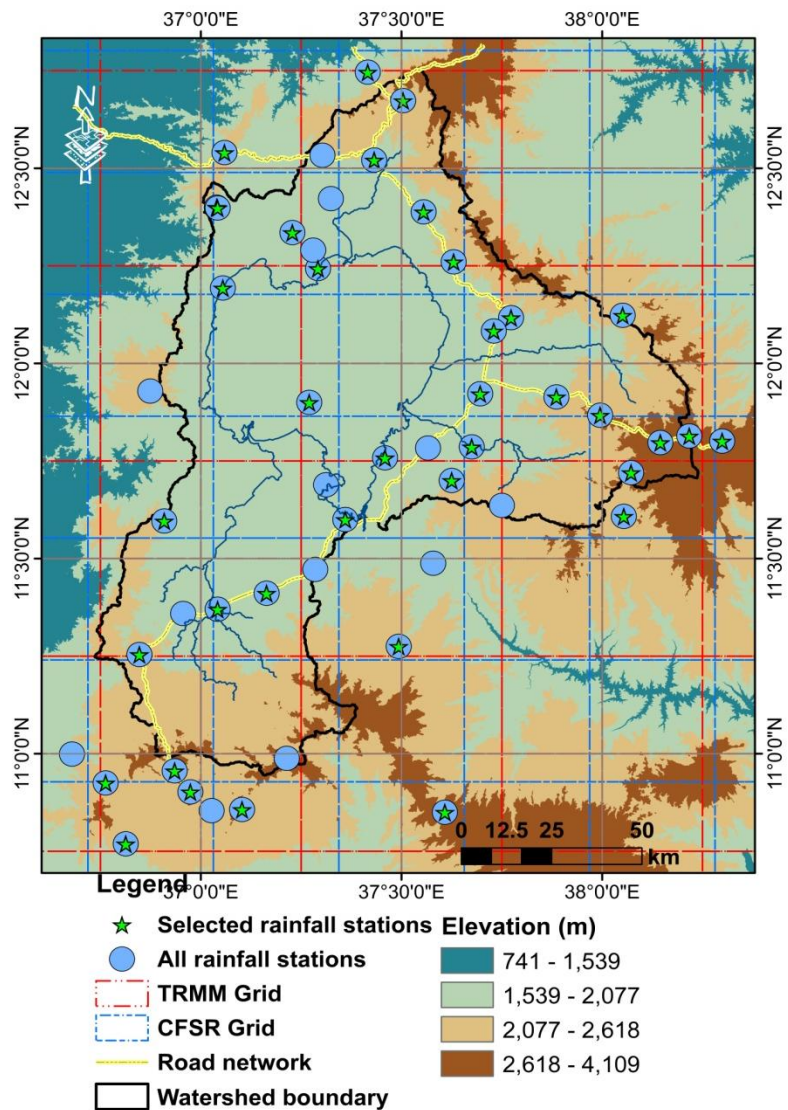 37°0'0"E 37°30'0"E 38°0'0"E
N
12°30'0"N 12°30'0"N
12°0'0"N 12°0'0"N
11°30'0"N 11°30'0"N
11°0'0"N 11°0'0"N
0 12.5 25 50
km
37°0'0"E 37°30'0"E 38°0'0"E
Legend
Selected rainfall stations
All rainfall stations
TRMM Grid
CFSR Grid
Road network
Watershed boundary
Elevation (m)
741 - 1,539
1,539 - 2,077
2,077 - 2,618
2,618 - 4,109